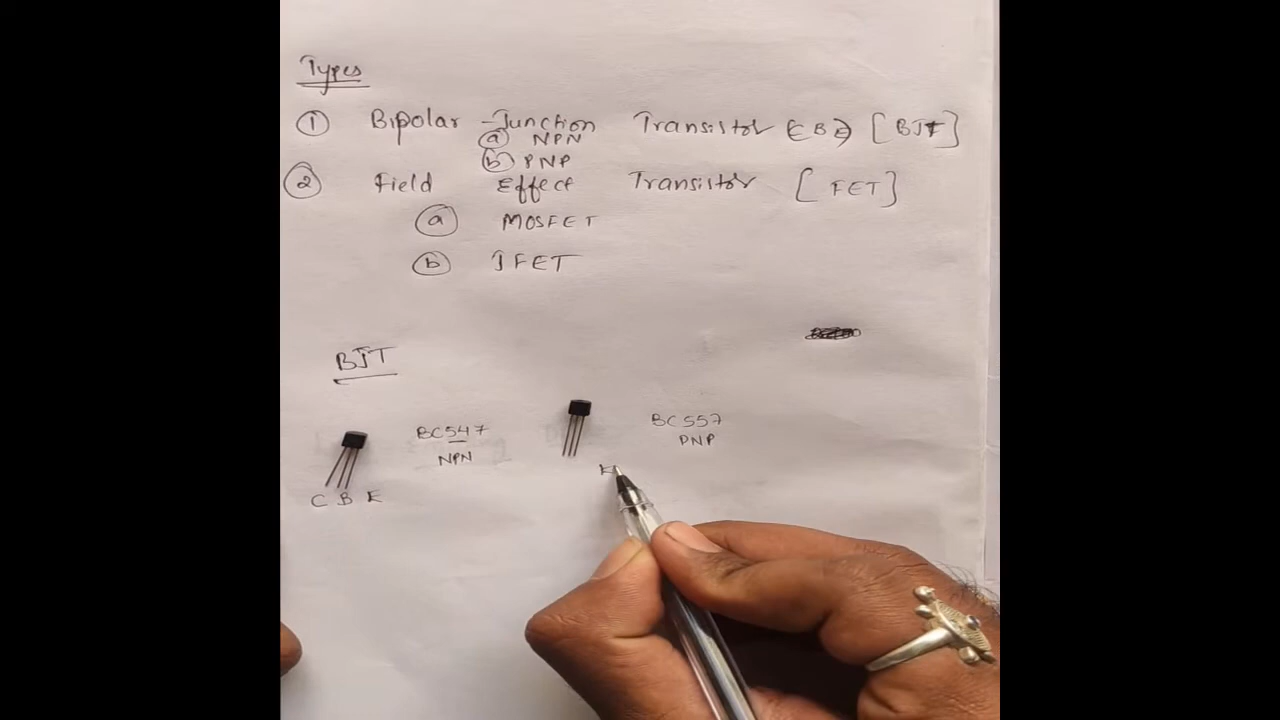 Types
① Bipolar Junction Transistor (BE) [BJT]
ⓐ NPN
ⓑ PNP
② Field Effect Transistor [FET]
ⓐ MOSFET
ⓑ JFET
BJT
BC547
NPN
BC557
PNP
C B E
E